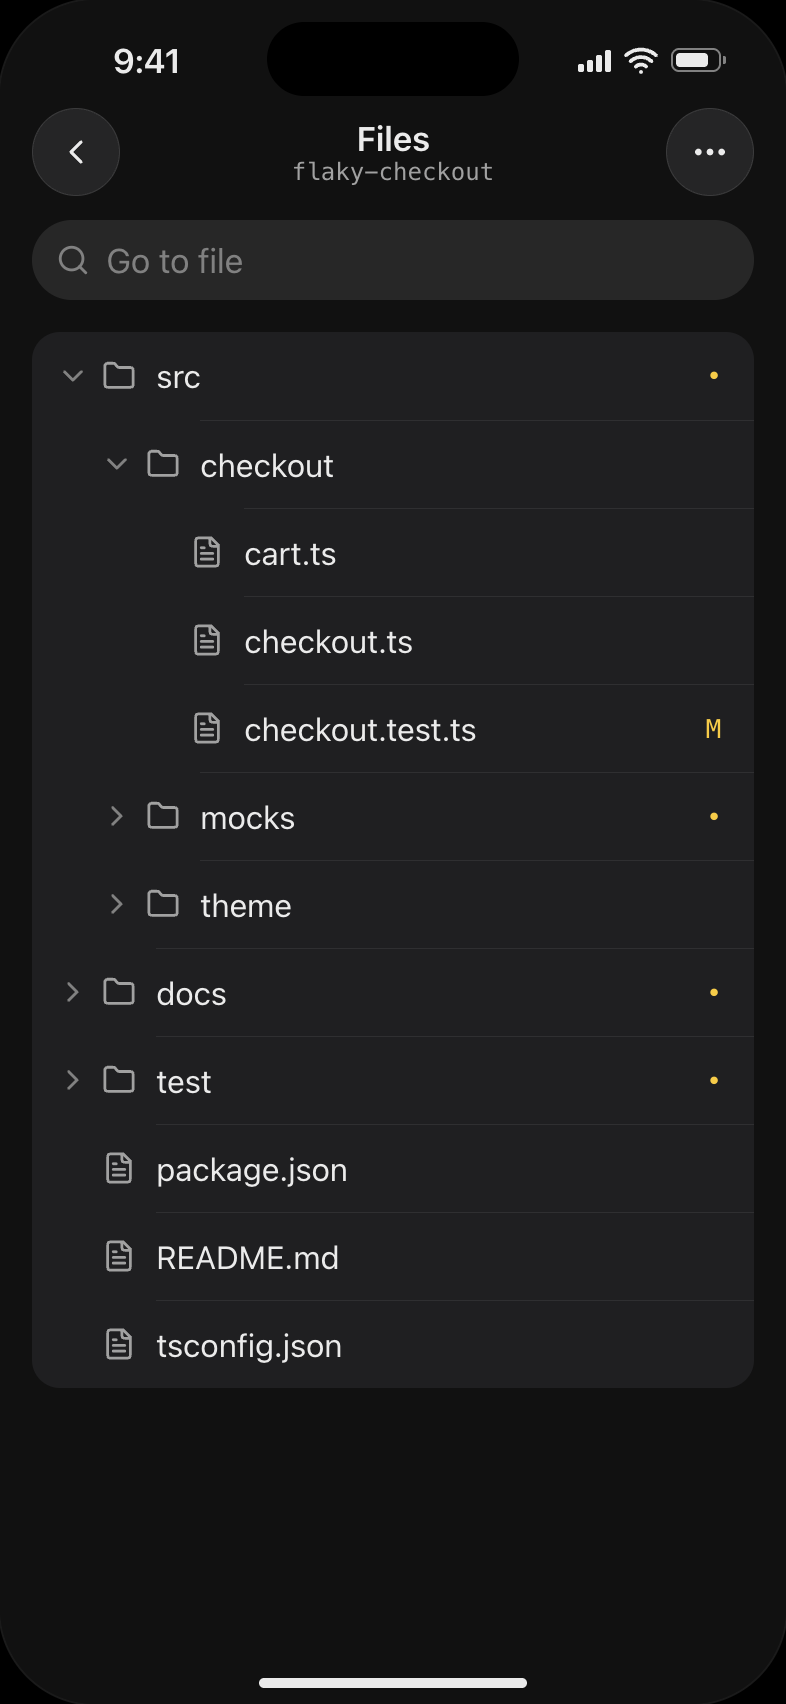 9:41
Files
flaky-checkout
Go to file
src
checkout
cart.ts
checkout.ts
checkout.test.ts M
mocks
theme
docs
test
package.json
README.md
tsconfig.json